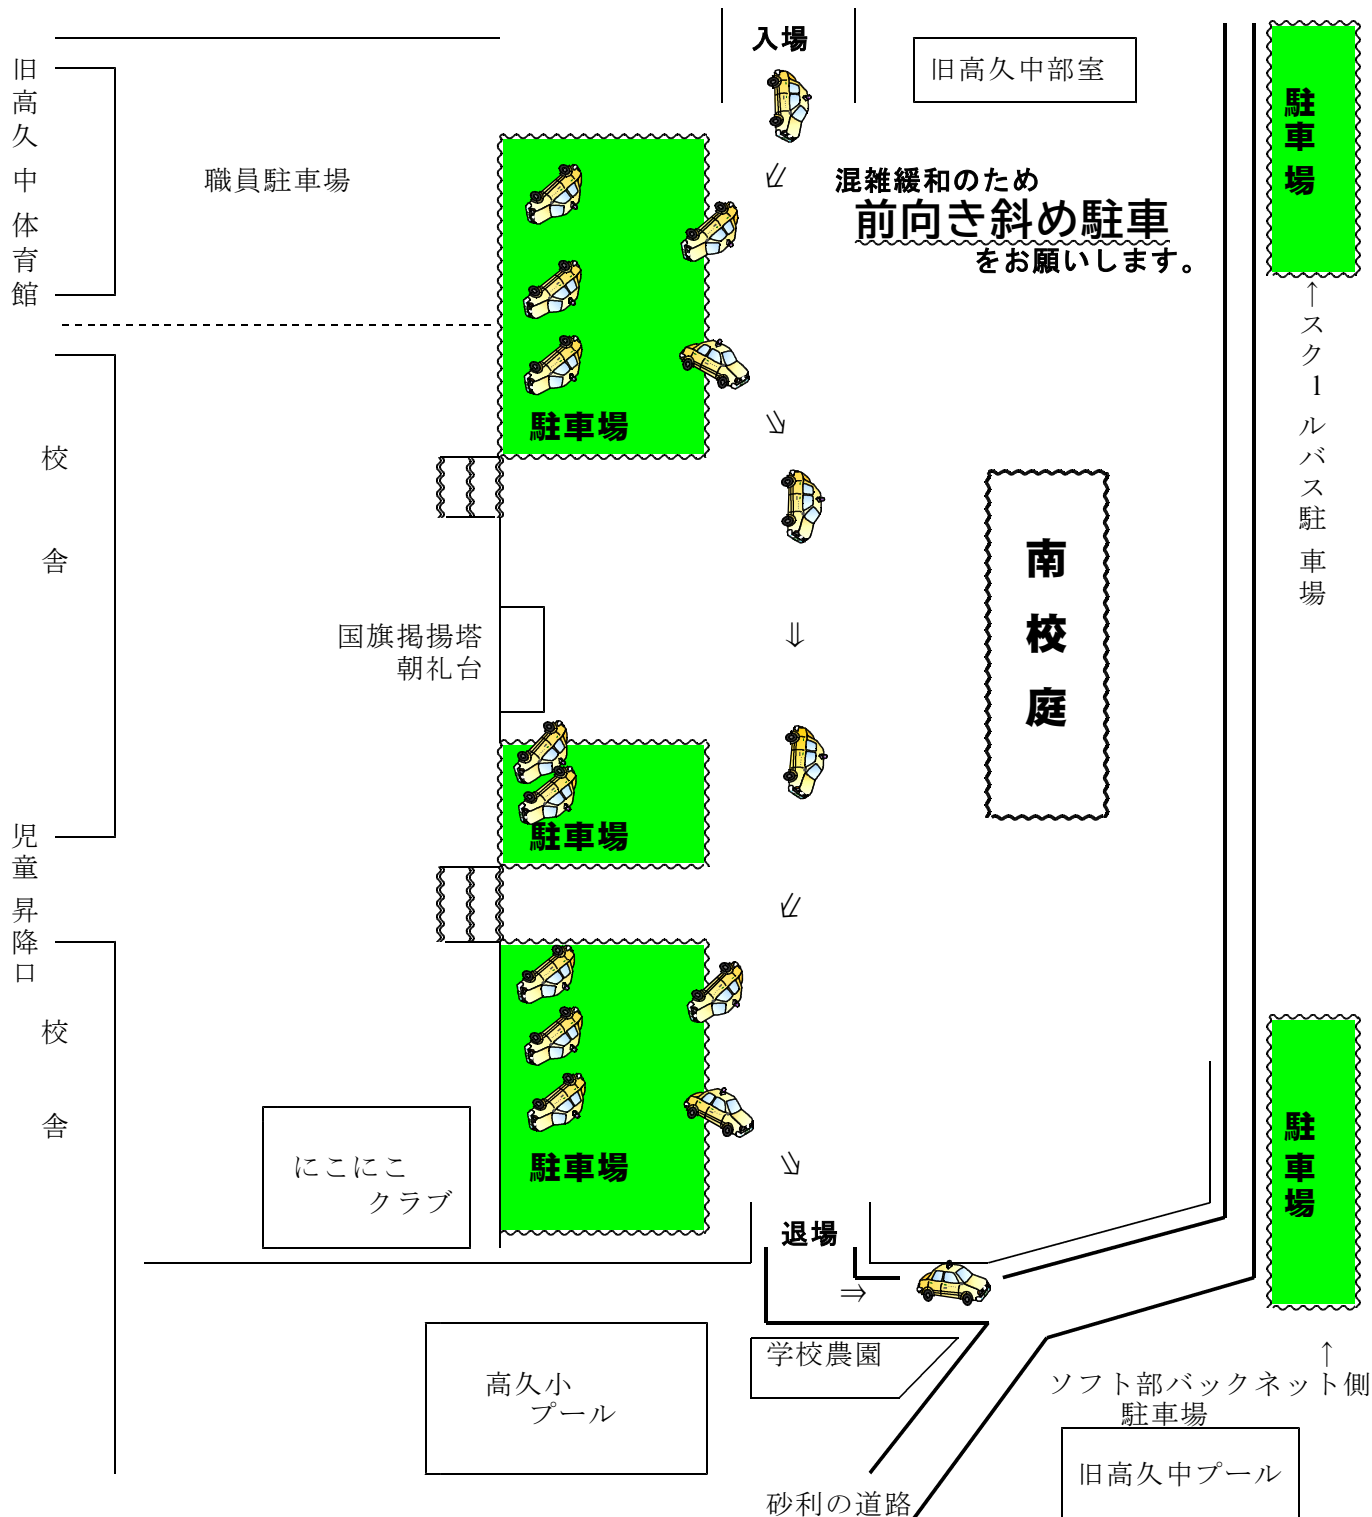 入場
旧高久中部室
旧高久中体育館
職員駐車場
混雑緩和のため
前向き斜め駐車
をお願いします。
駐車場
←スクールバス駐車場
駐車場
校舎
南校庭
国旗掲揚塔
朝礼台
駐車場
児童昇降口
校舎
駐車場
にこにこ
クラブ
駐車場
退場
学校農園
高久小
プール
↑
ソフト部バックネット側
駐車場
旧高久中プール
砂利の道路